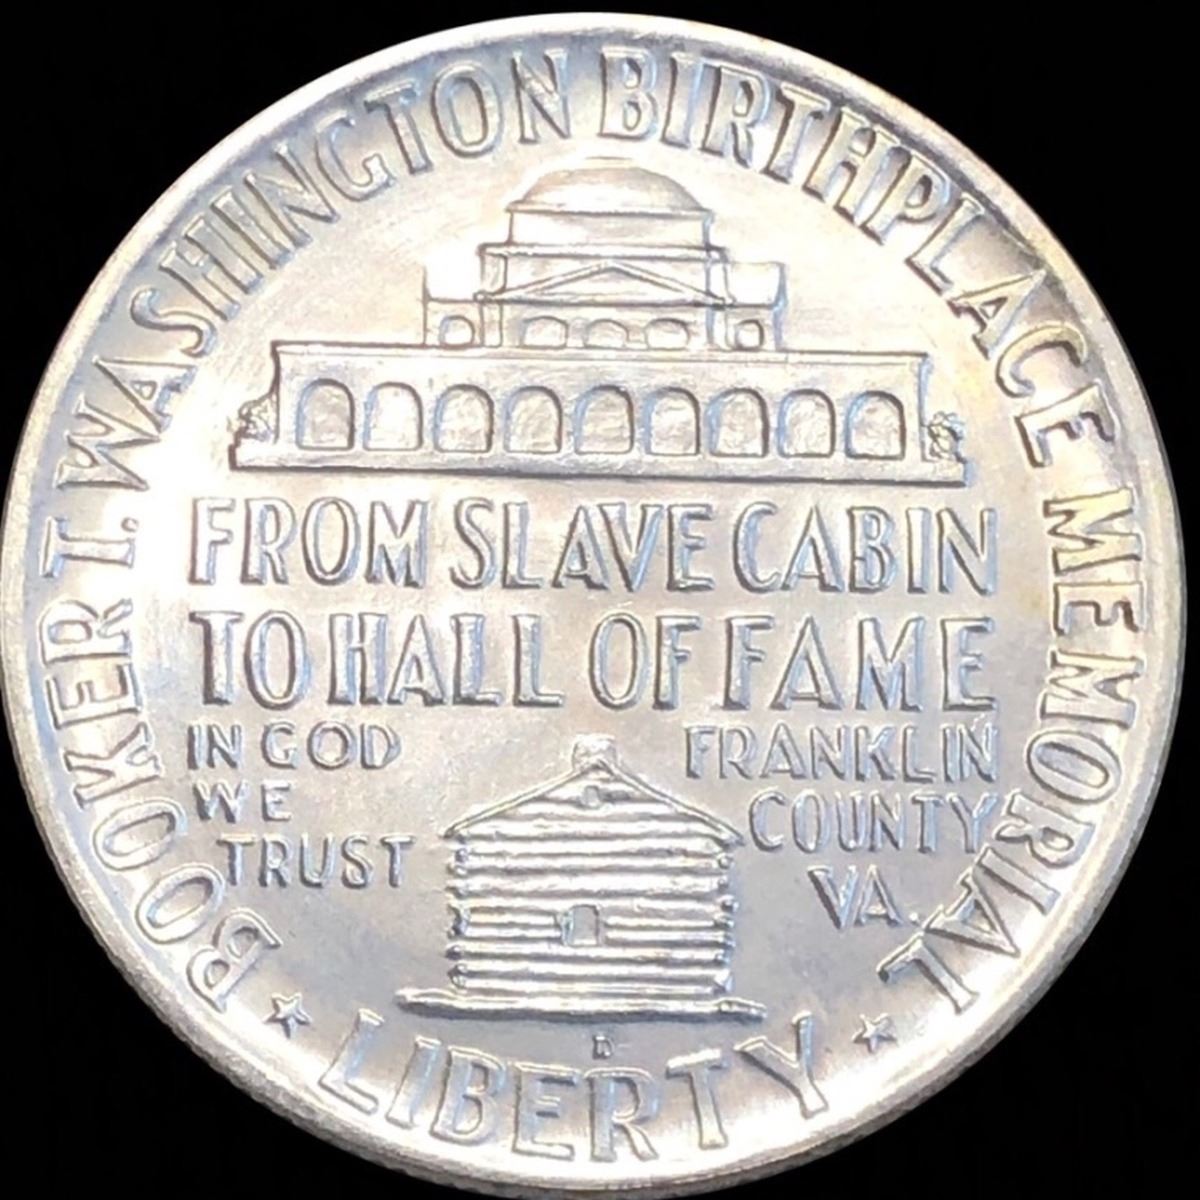 BOOKER T. WASHINGTON BIRTHPLACE MEMORIAL
FROM SLAVE CABIN
TO HALL OF FAME
IN GOD
WE
TRUST
FRANKLIN
COUNTY
VA.
D
LIBERTY